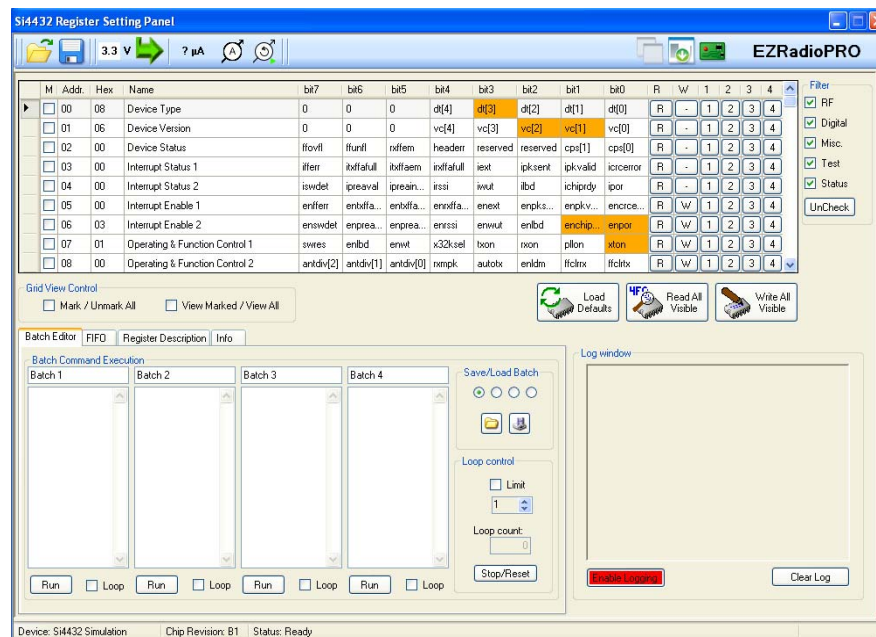 Si4432 Register Setting Panel
3.3 V ? µA A EZRadioPRO
M Addr. Hex Name bit7 bit6 bit5 bit4 bit3 bit2 bit1 bit0 R W 1 2 3 4
00 08 Device Type 0 0 0 dt[4] dt[3] dt[2] dt[1] dt[0] R - 1 2 3 4
01 06 Device Version 0 0 0 vc[4] vc[3] vc[2] vc[1] vc[0] R - 1 2 3 4
02 00 Device Status ffovfl ffunfl rxffem headerr reserved reserved cps[1] cps[0] R - 1 2 3 4
03 00 Interrupt Status 1 ifferr itxffafull itxffaem irxffafull iext ipksent ipkvalid icrcerror R - 1 2 3 4
04 00 Interrupt Status 2 iswdet ipreaval ipreain... irssi iwut ilbd ichiprdy ipor R - 1 2 3 4
05 00 Interrupt Enable 1 enfferr entxffa... entxffa... enrxffa... enext enpks... enpkv... encrce... R W 1 2 3 4
06 03 Interrupt Enable 2 enswdet enprea... enprea... enrssi enwut enlbd enchip... enpor R W 1 2 3 4
07 01 Operating & Function Control 1 swres enlbd enwt x32ksel txon rxon pllon xton R W 1 2 3 4
08 00 Operating & Function Control 2 antdiv[2] antdiv[1] antdiv[0] rxmpk autotx enldm ffclrrx ffclrtx R W 1 2 3 4
Filter
RF
Digital
Misc.
Test
Status
UnCheck
Grid View Control
Mark / Unmark All View Marked / View All
Load Defaults
4F6
Read All Visible
Write All Visible
Batch Editor FIFO Register Description Info
Batch Command Execution
Batch 1 Batch 2 Batch 3 Batch 4
Run Loop Run Loop Run Loop Run Loop
Save/Load Batch
Loop control
Limit
1
Loop count:
0
Stop/Reset
Log window
Enable Logging Clear Log
Device: Si4432 Simulation Chip Revision: B1 Status: Ready